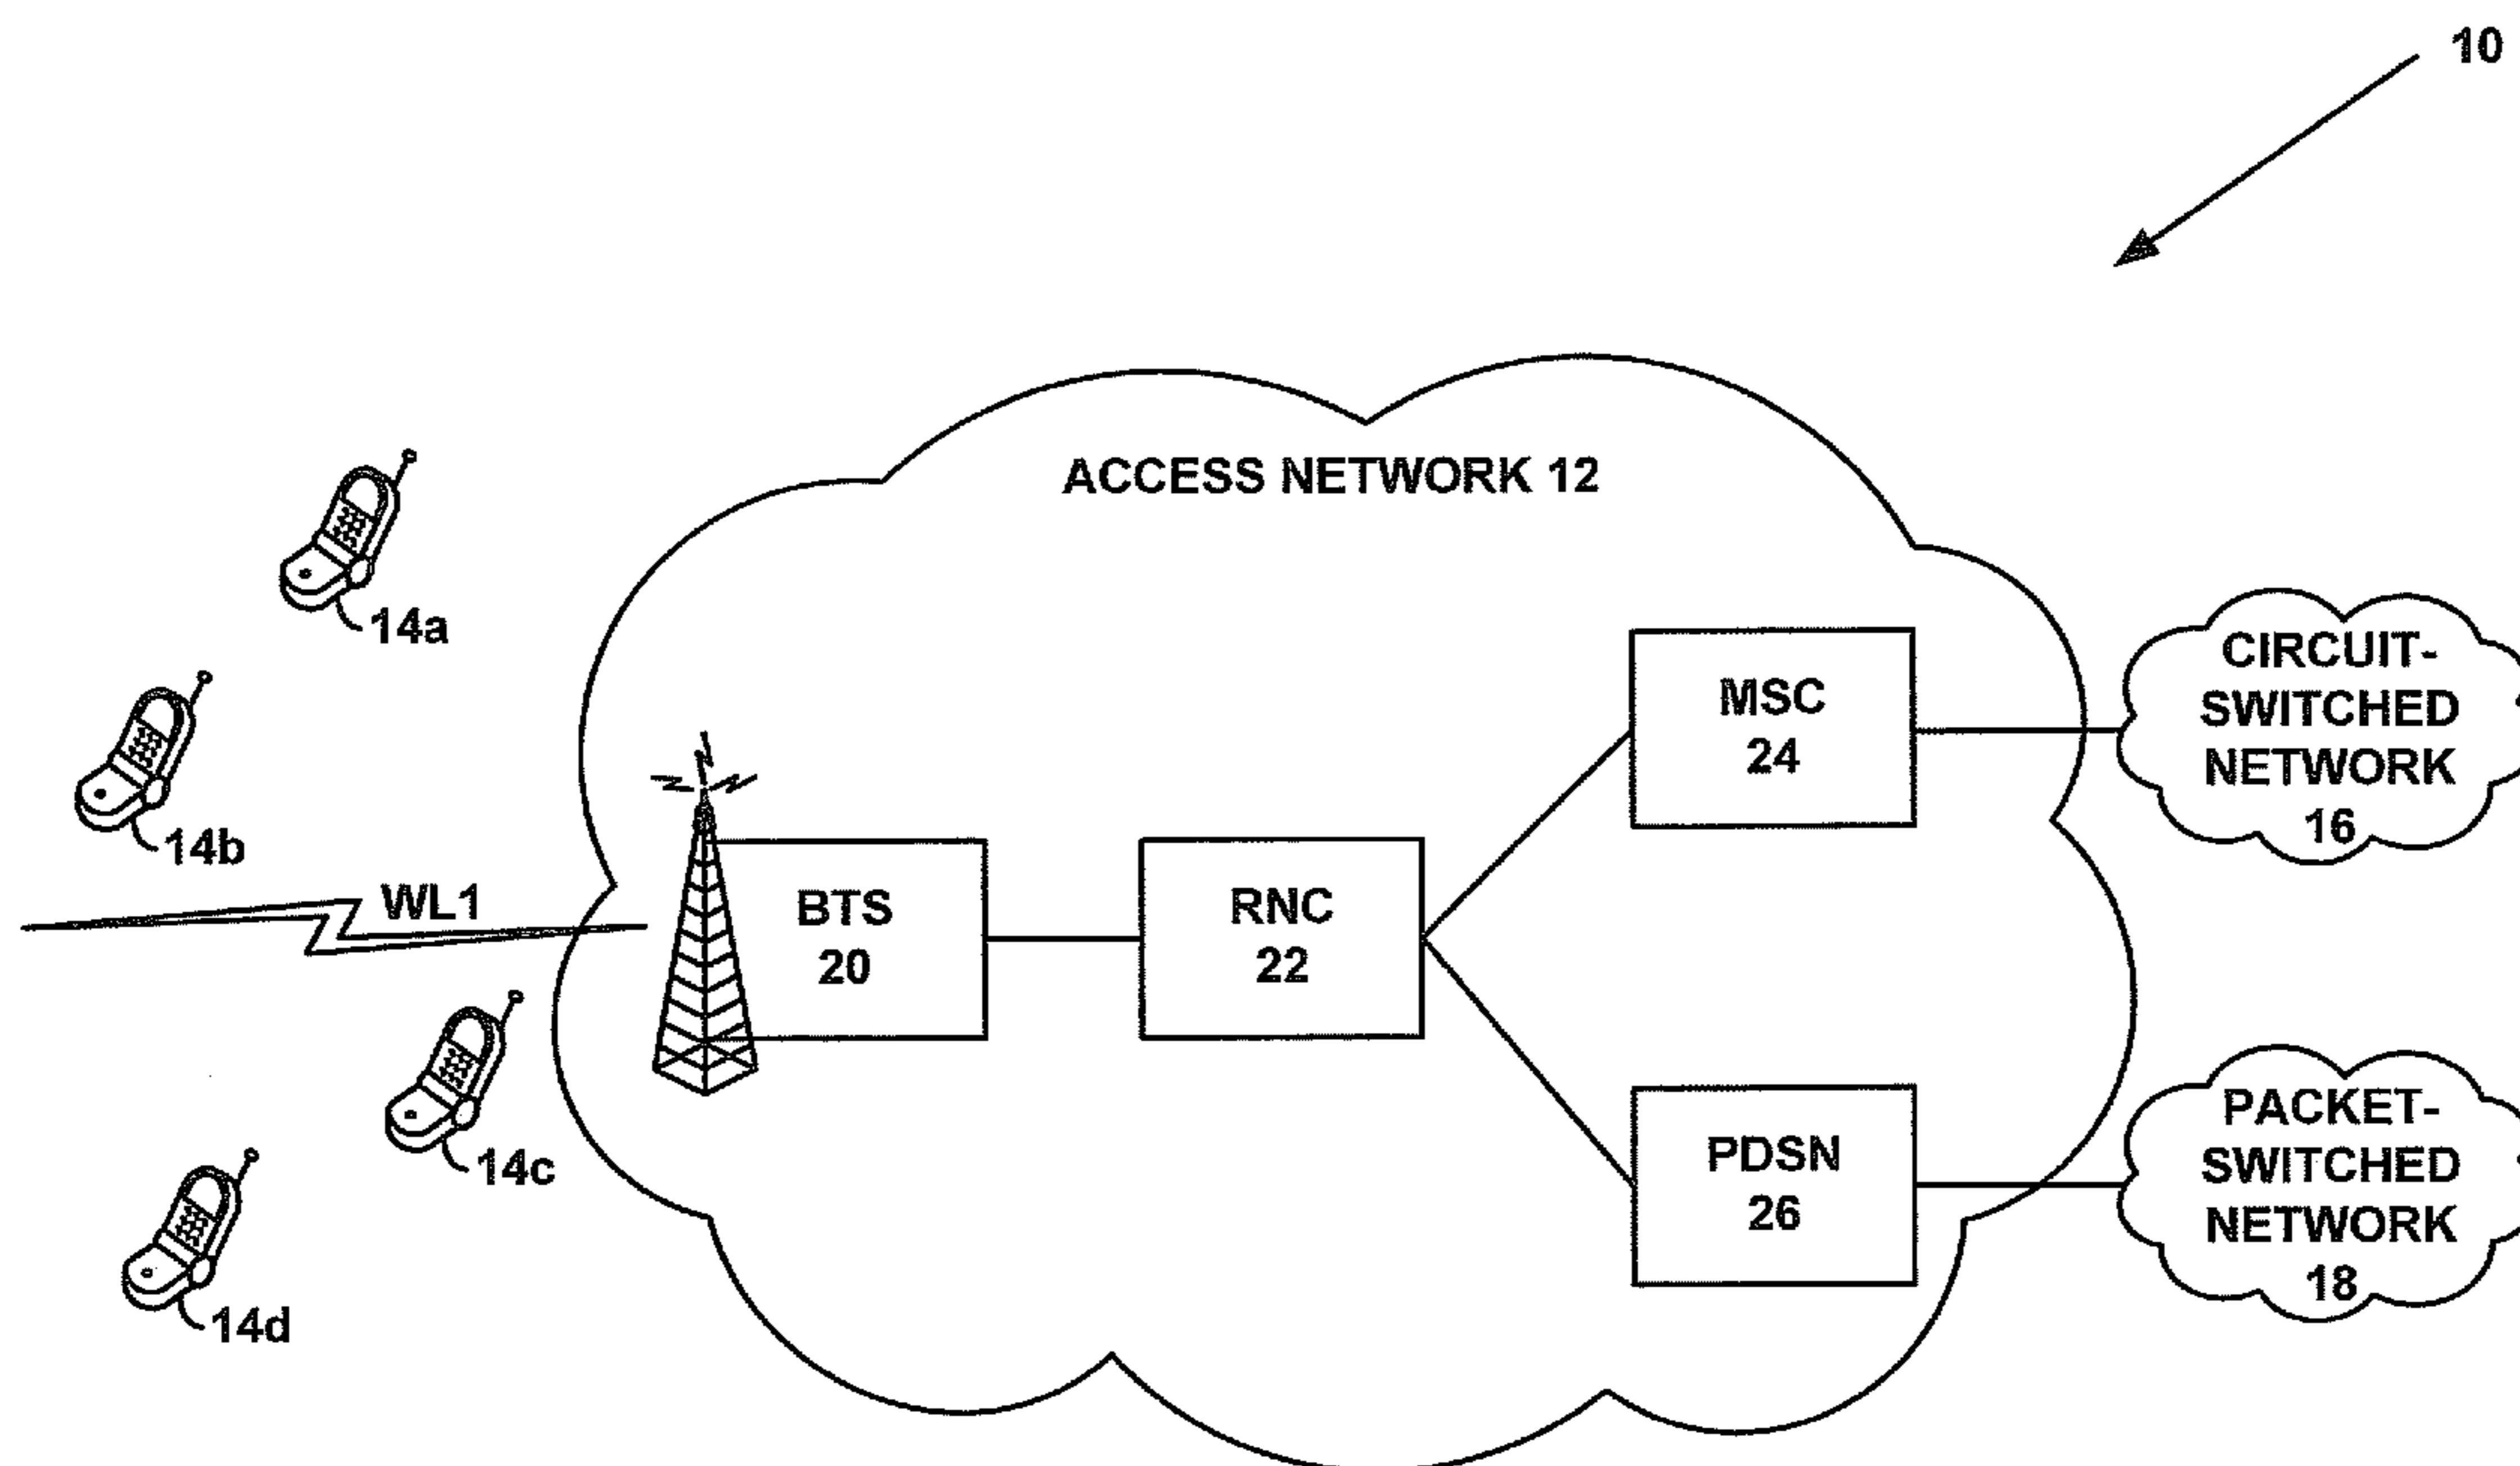 10
ACCESS NETWORK 12
14a
CIRCUIT-
SWITCHED
NETWORK
16
MSC
24
14b
WL1
BTS
20
RNC
22
14c
PACKET-
SWITCHED
NETWORK
18
PDSN
26
14d